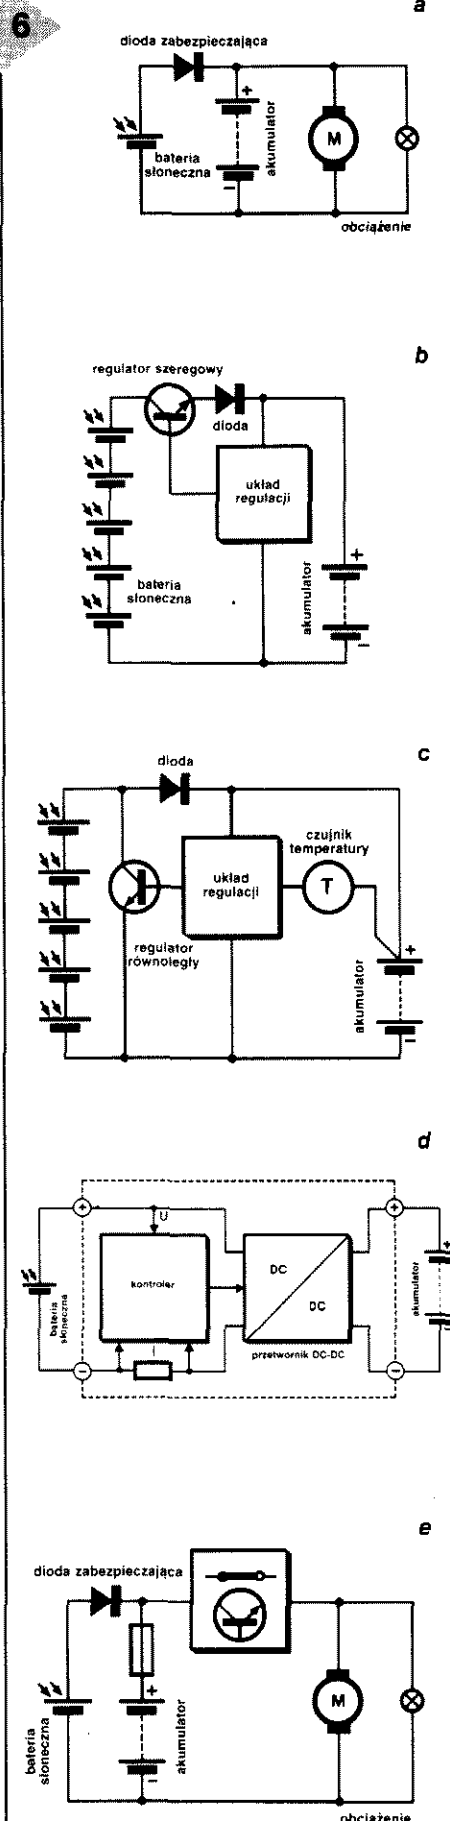 6
a
dioda zabezpieczająca
+
akumulator
bateria
słoneczna
M
−
obciążenie
b
regulator szeregowy
dioda
układ
regulacji
bateria
słoneczna
akumulator
+
−
c
dioda
czujnik
temperatury
układ
regulacji
T
regulator
równoległy
akumulator
+
−
d
+
U
+
kontroler
DC
DC
bateria
słoneczna
akumulator
+
I
przetwornik DC-DC
−
−
e
dioda zabezpieczająca
+
akumulator
bateria
słoneczna
M
−
obciążenie